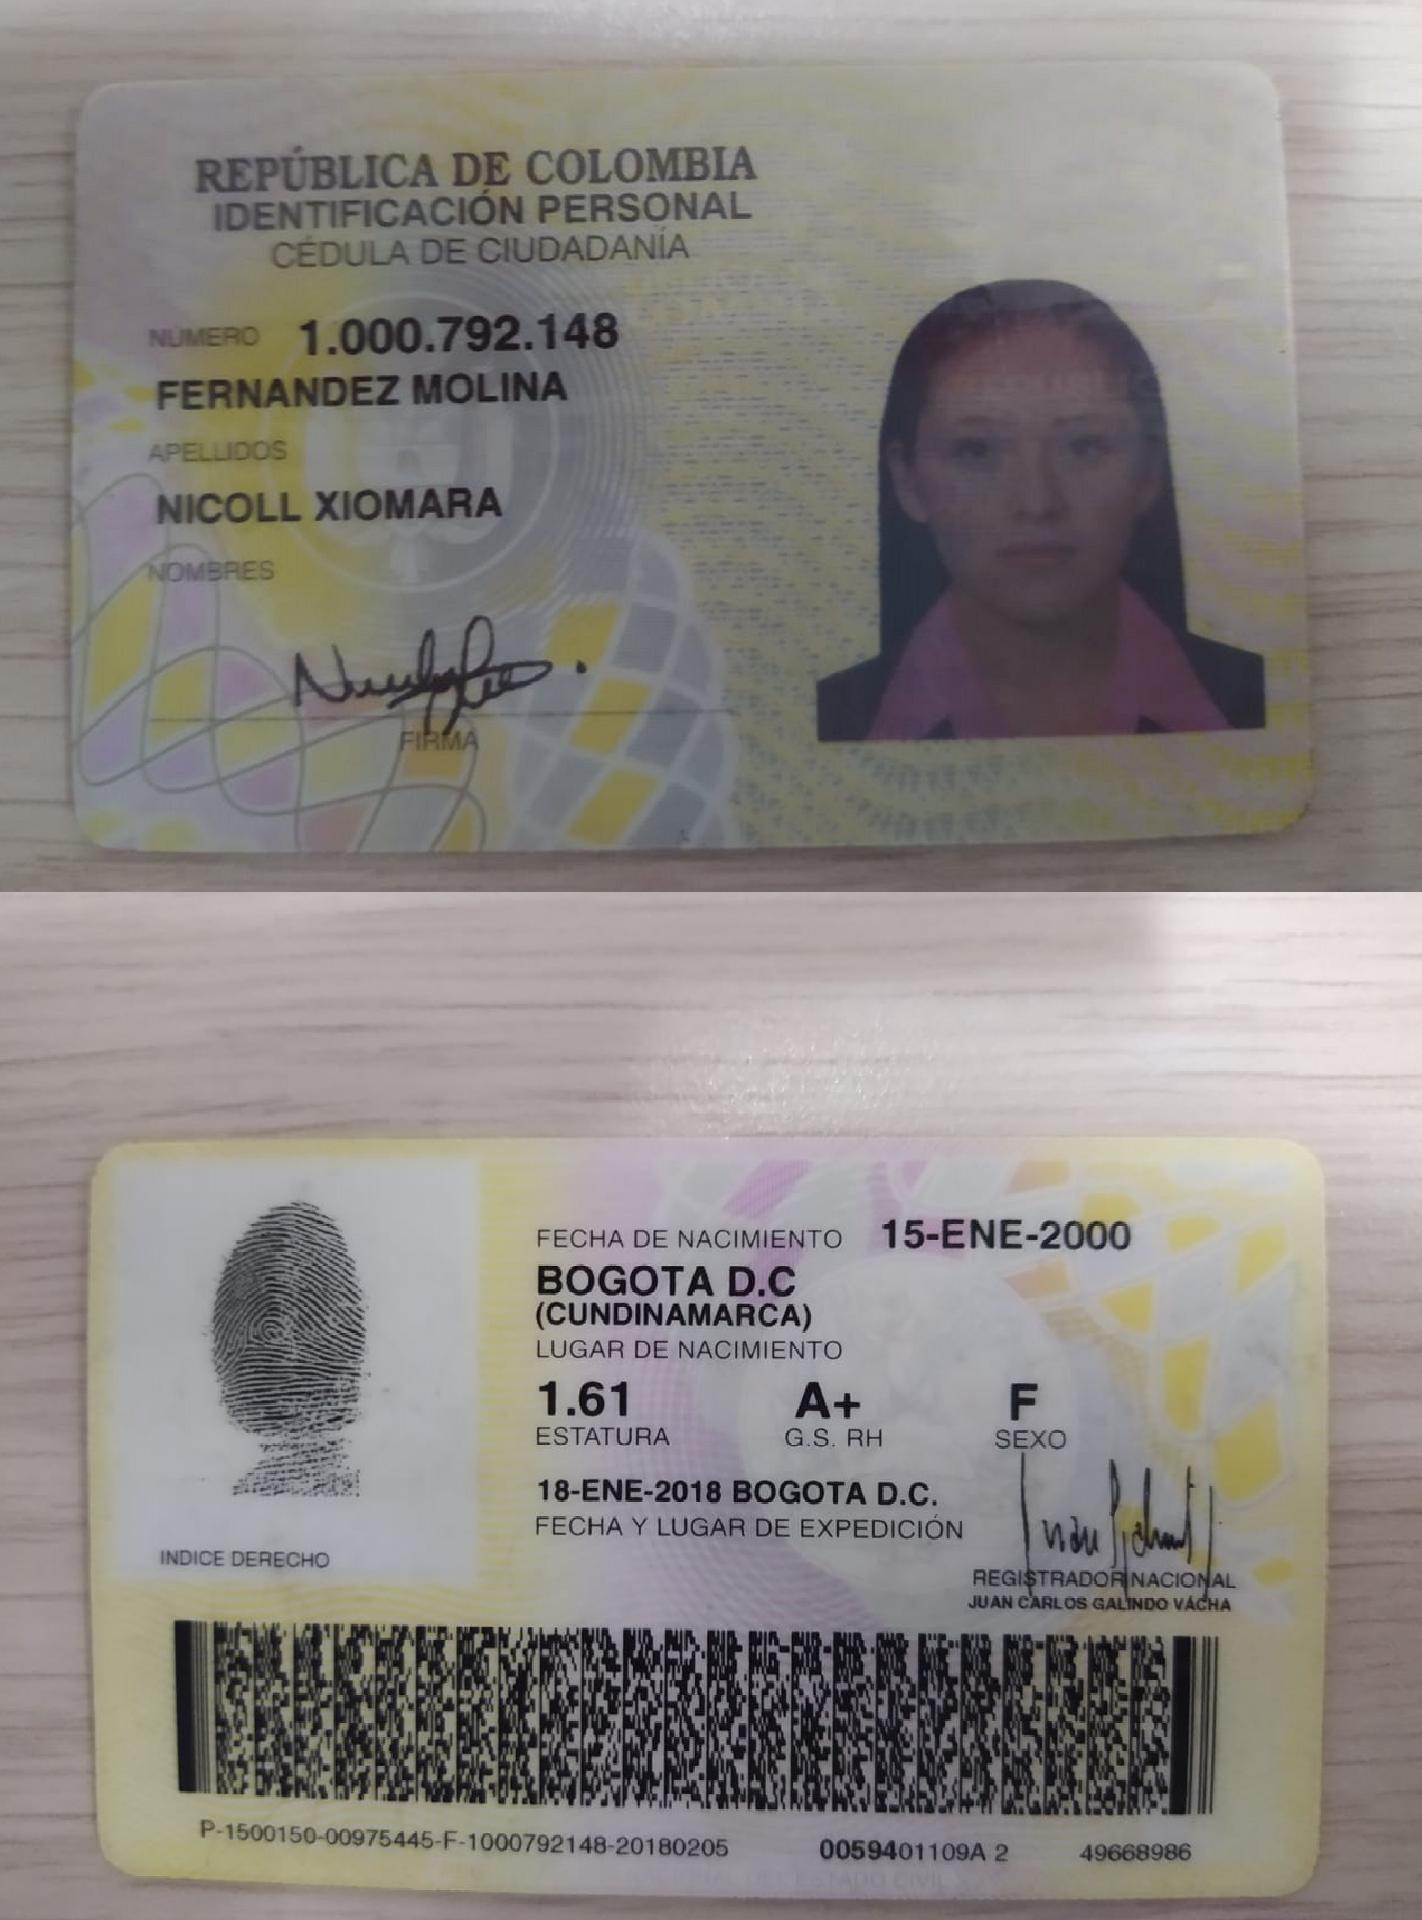 REPÚBLICA DE COLOMBIA
IDENTIFICACIÓN PERSONAL
CÉDULA DE CIUDADANÍA
NUMERO 1.000.792.148
FERNANDEZ MOLINA
APELLIDOS
NICOLL XIOMARA
NOMBRES
FIRMA
FECHA DE NACIMIENTO 15-ENE-2000
BOGOTA D.C
(CUNDINAMARCA)
LUGAR DE NACIMIENTO
1.61 A+ F
ESTATURA G.S. RH SEXO
18-ENE-2018 BOGOTA D.C.
FECHA Y LUGAR DE EXPEDICIÓN
INDICE DERECHO
REGISTRADOR NACIONAL
JUAN CARLOS GALINDO VÁCHA
P-1500150-00975445-F-1000792148-20180205 0059401109A 2 49668986